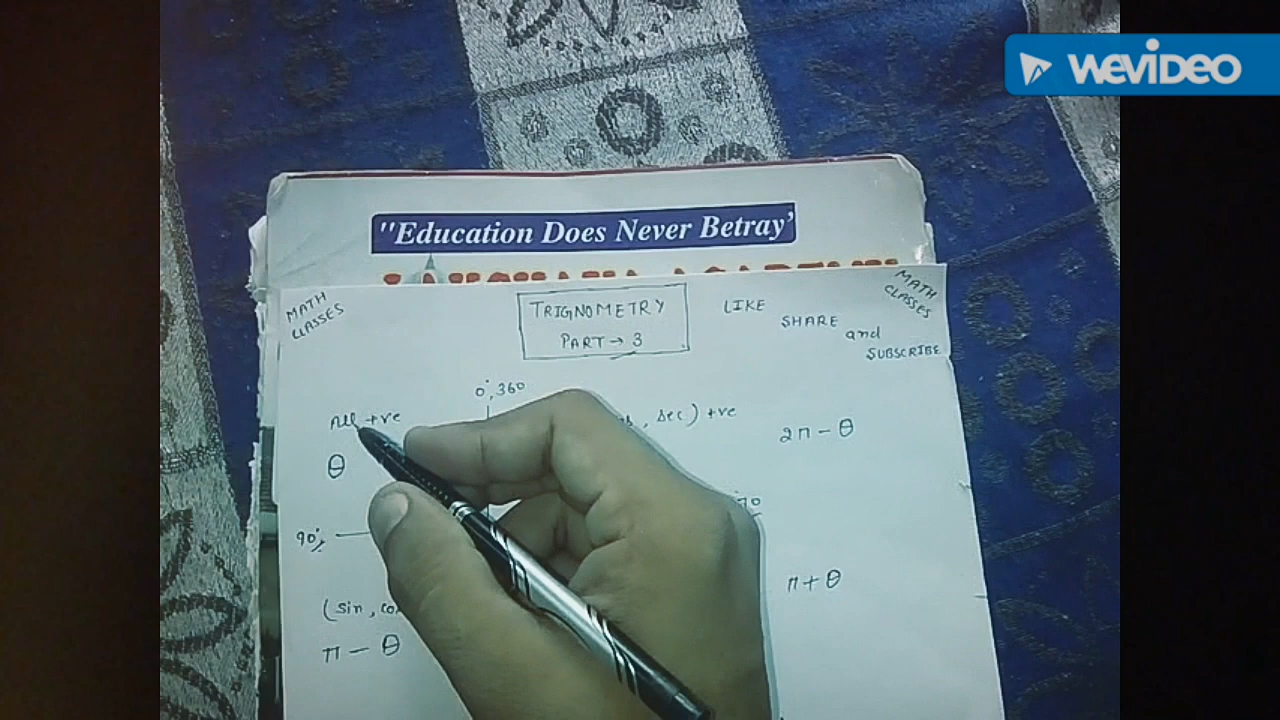 WEVIDEO
"Education Does Never Betray'
MATH CLASSES
TRIGNOMETRY
PART → 3
LIKE
SHARE
and
SUBSCRIBE
MATH CLASSES
0°, 360
all +ve
, sec) +ve
2π - θ
θ
90°
(sin, co
π - θ
π + θ